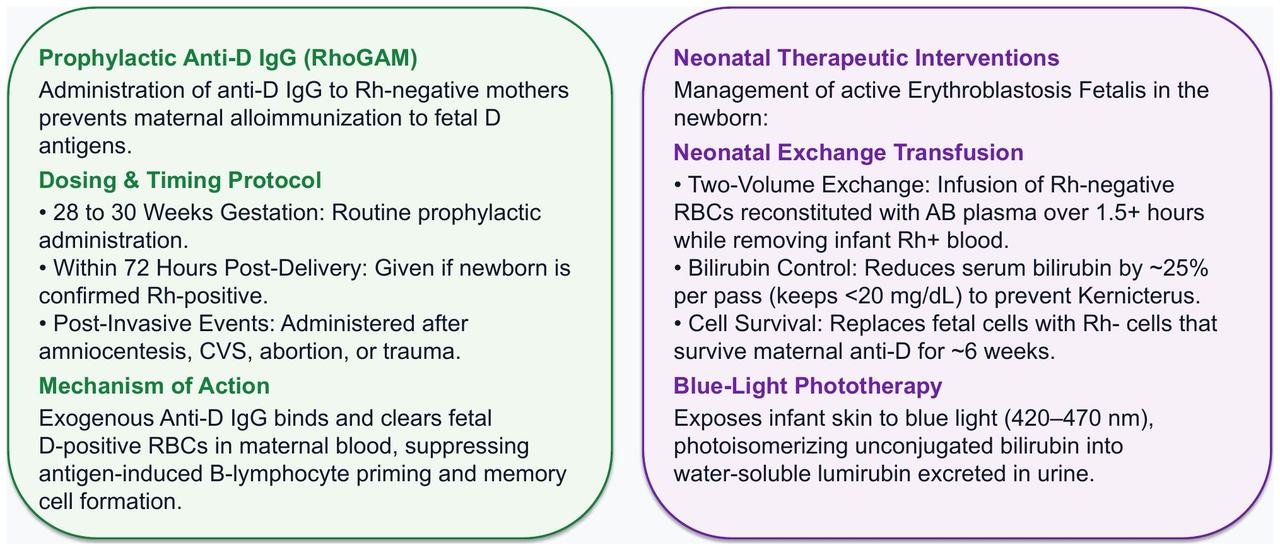 Prophylactic Anti-D IgG (RhoGAM)
Administration of anti-D IgG to Rh-negative mothers
prevents maternal alloimmunization to fetal D
antigens.
Dosing & Timing Protocol
• 28 to 30 Weeks Gestation: Routine prophylactic
administration.
• Within 72 Hours Post-Delivery: Given if newborn is
confirmed Rh-positive.
• Post-Invasive Events: Administered after
amniocentesis, CVS, abortion, or trauma.
Mechanism of Action
Exogenous Anti-D IgG binds and clears fetal
D-positive RBCs in maternal blood, suppressing
antigen-induced B-lymphocyte priming and memory
cell formation.
Neonatal Therapeutic Interventions
Management of active Erythroblastosis Fetalis in the
newborn:
Neonatal Exchange Transfusion
• Two-Volume Exchange: Infusion of Rh-negative
RBCs reconstituted with AB plasma over 1.5+ hours
while removing infant Rh+ blood.
• Bilirubin Control: Reduces serum bilirubin by ~25%
per pass (keeps <20 mg/dL) to prevent Kernicterus.
• Cell Survival: Replaces fetal cells with Rh- cells that
survive maternal anti-D for ~6 weeks.
Blue-Light Phototherapy
Exposes infant skin to blue light (420–470 nm),
photoisomerizing unconjugated bilirubin into
water-soluble lumirubin excreted in urine.